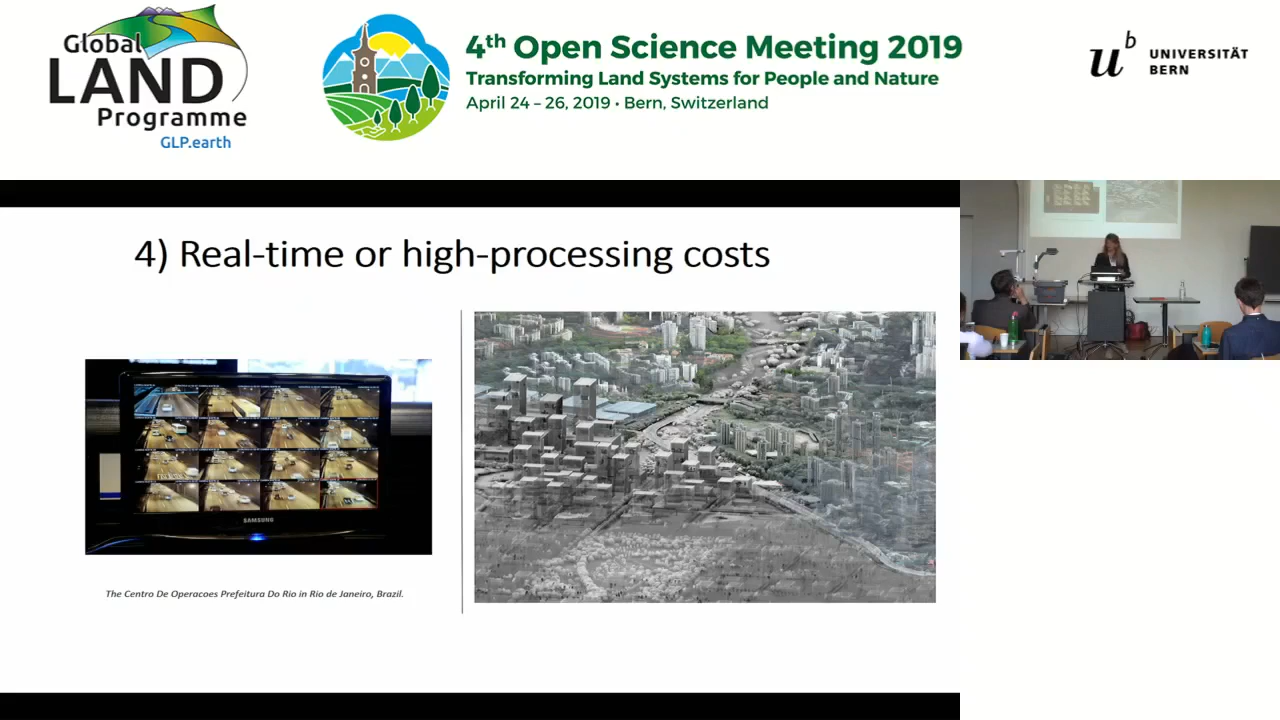 Global
LAND
Programme
GLP.earth
4th Open Science Meeting 2019
Transforming Land Systems for People and Nature
April 24 – 26, 2019 • Bern, Switzerland
u b
UNIVERSITÄT
BERN
4) Real-time or high-processing costs
SAMSUNG
The Centro De Operacoes Prefeitura Do Rio in Rio de Janeiro, Brazil.